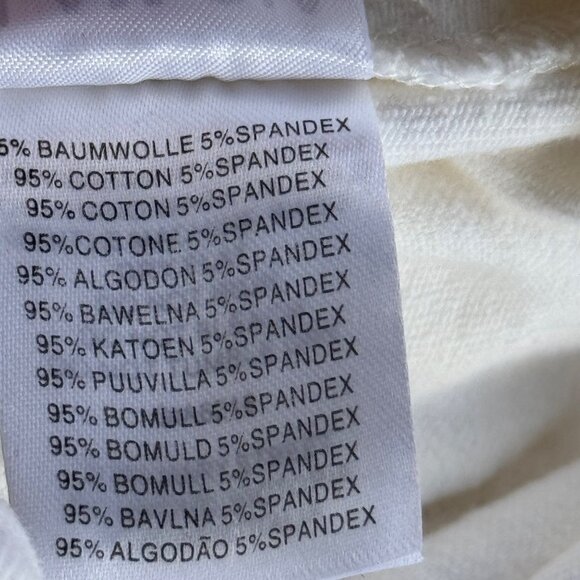 5% BAUMWOLLE 5%SPANDEX
95% COTTON 5%SPANDEX
95% COTON 5%SPANDEX
95%COTONE 5%SPANDEX
95% ALGODON 5%SPANDEX
95% BAWELNA 5%SPANDEX
95% KATOEN 5%SPANDEX
95% PUUVILLA 5%SPANDEX
95% BOMULL 5%SPANDEX
95% BOMULD 5%SPANDEX
95% BOMULL 5%SPANDEX
95% BAVLNA 5%SPANDEX
95% ALGODÃO 5%SPANDEX